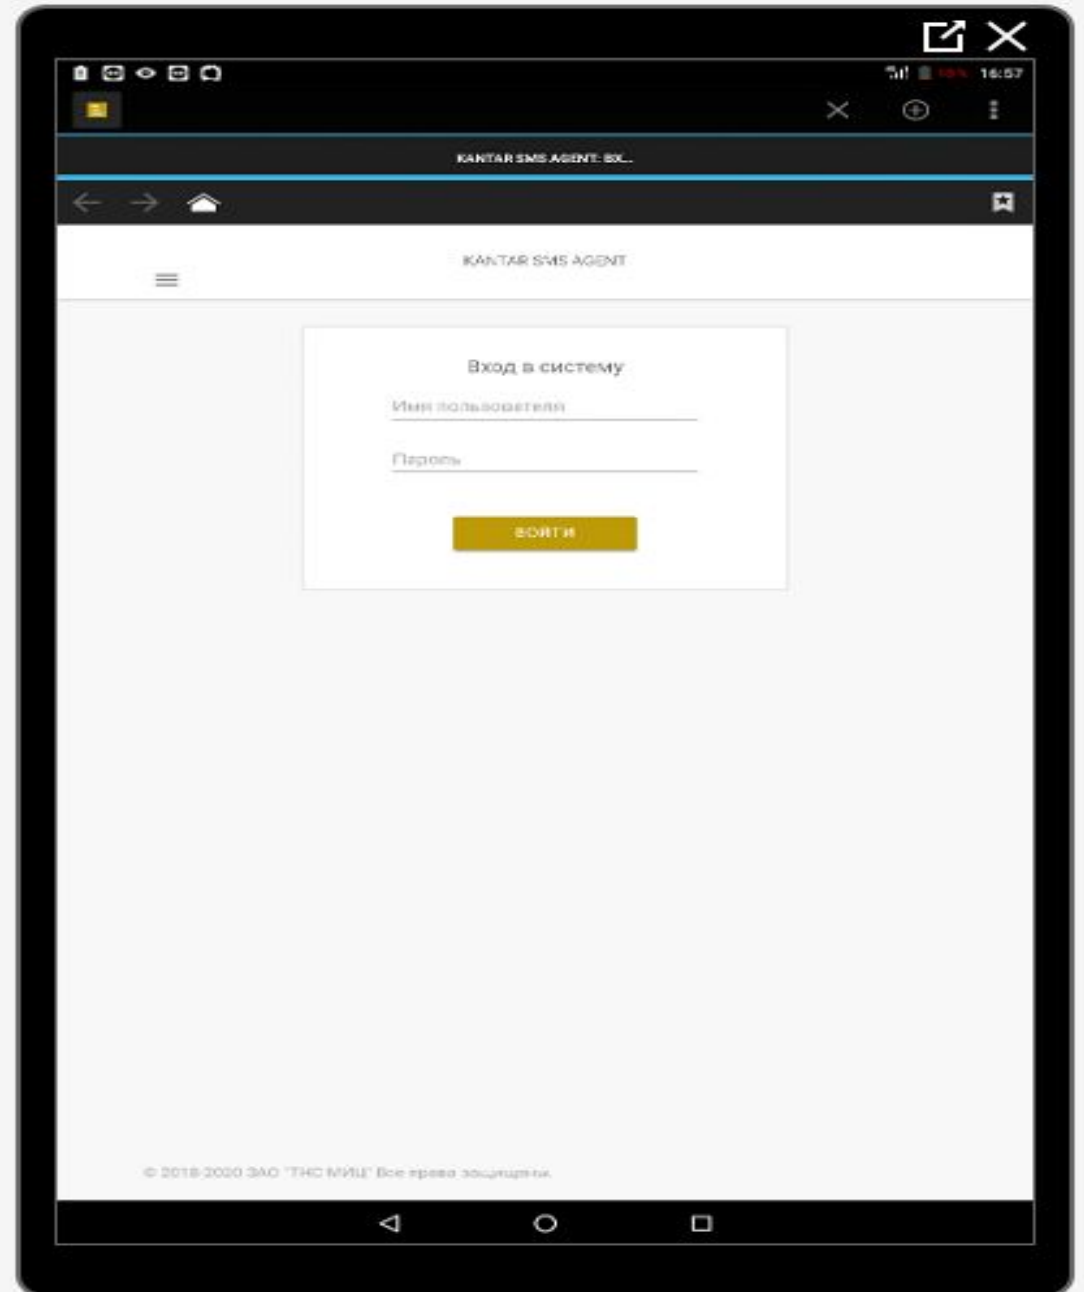 16:57
KANTAR SMS AGENT: ВХ...
KANTAR SMS AGENT
Вход в систему
Имя пользователя
Пароль
ВОЙТИ
© 2018-2020 ЗАО "ТНС МИЦ" Все права защищены.